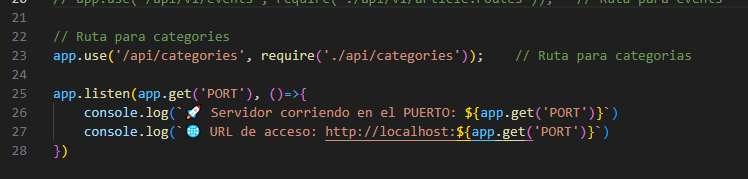 20 // app.use('/api/v1/events', require('./api/v1/article.routes')); // Ruta para events
21
22 // Ruta para categories
23 app.use('/api/categories', require('./api/categories')); // Ruta para categorias
24
25 app.listen(app.get('PORT'), ()=>{
26 console.log(`🚀 Servidor corriendo en el PUERTO: ${app.get('PORT')}`)
27 console.log(`🌐 URL de acceso: http://localhost:${app.get('PORT')}`)
28 })